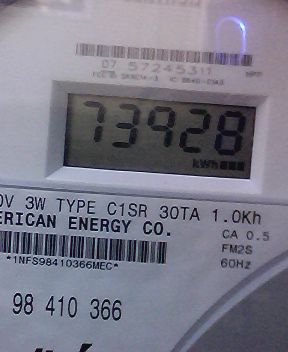 07 57245317
73928
kWh
0V 3W TYPE C1SR 30TA 1.0Kh
ERICAN ENERGY CO.
CA 0.5
FM2S
*1NFS98410366MEC*
60Hz
98 410 366